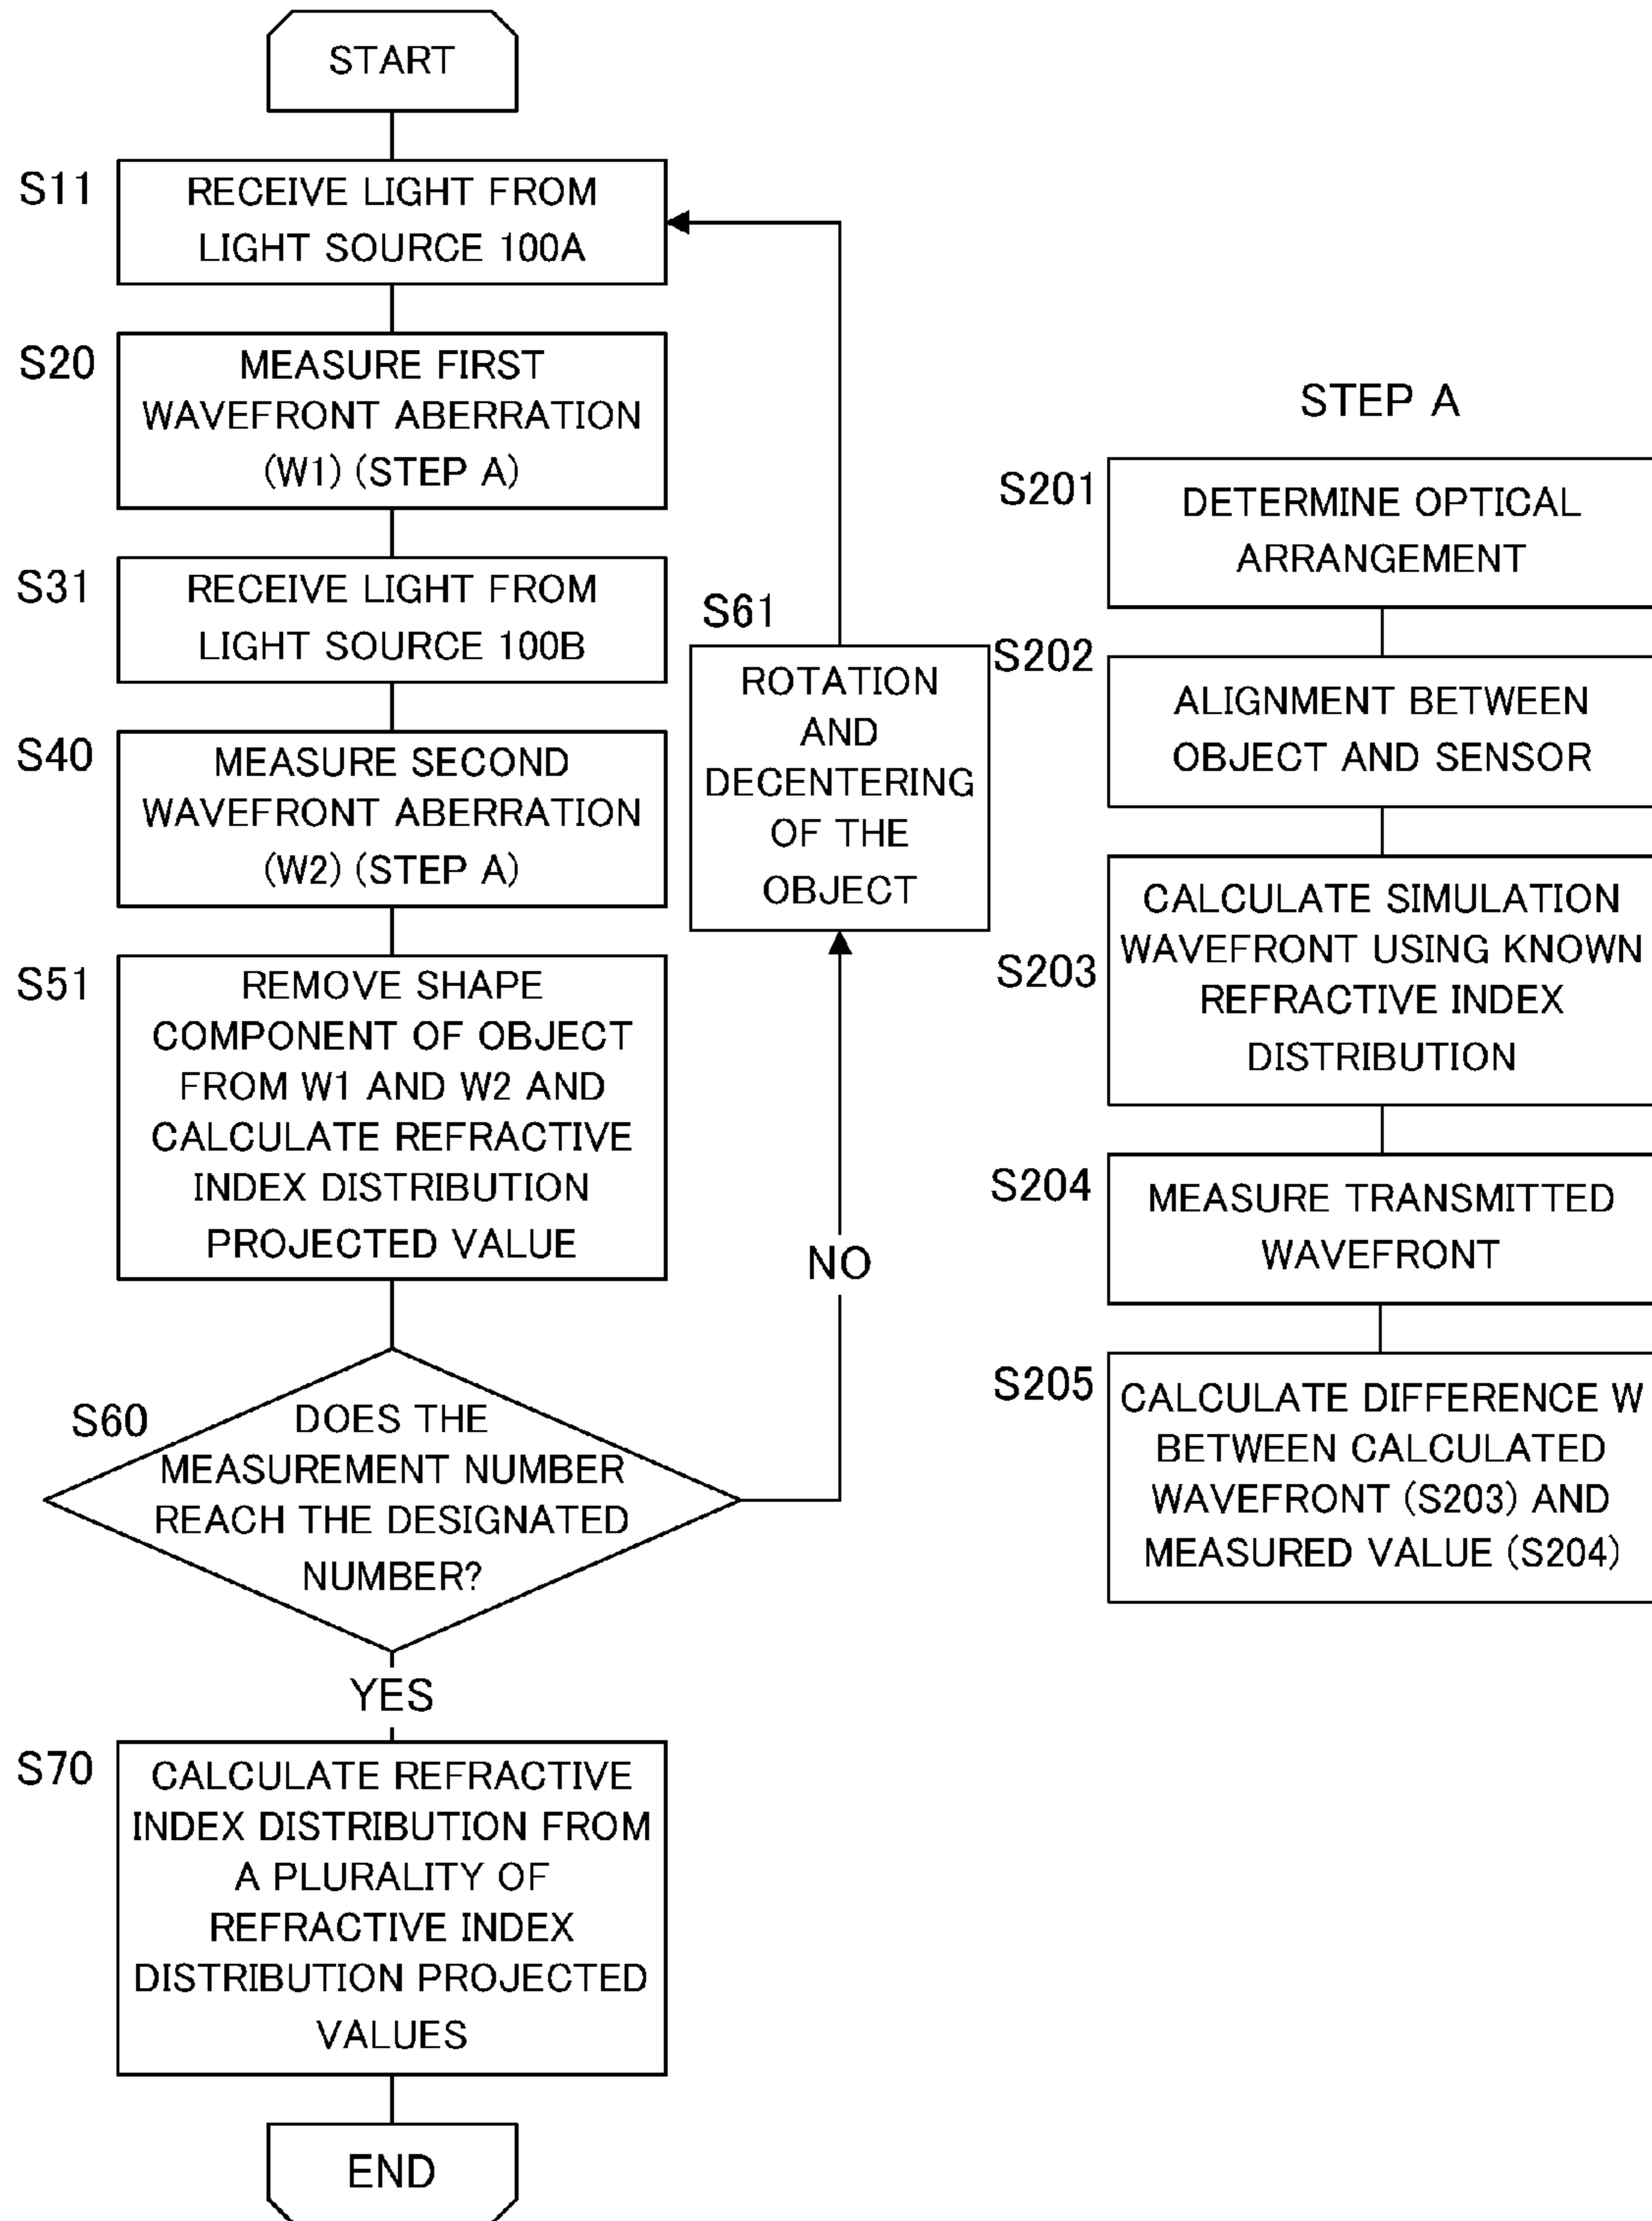 START
S11
RECEIVE LIGHT FROM
LIGHT SOURCE 100A
S20
MEASURE FIRST
WAVEFRONT ABERRATION
(W1) (STEP A)
S31
RECEIVE LIGHT FROM
LIGHT SOURCE 100B
S40
MEASURE SECOND
WAVEFRONT ABERRATION
(W2) (STEP A)
S51
REMOVE SHAPE
COMPONENT OF OBJECT
FROM W1 AND W2 AND
CALCULATE REFRACTIVE
INDEX DISTRIBUTION
PROJECTED VALUE
S60
DOES THE
MEASUREMENT NUMBER
REACH THE DESIGNATED
NUMBER?
NO
S61
ROTATION
AND
DECENTERING
OF THE
OBJECT
YES
S70
CALCULATE REFRACTIVE
INDEX DISTRIBUTION FROM
A PLURALITY OF
REFRACTIVE INDEX
DISTRIBUTION PROJECTED
VALUES
END
STEP A
S201
DETERMINE OPTICAL
ARRANGEMENT
S202
ALIGNMENT BETWEEN
OBJECT AND SENSOR
S203
CALCULATE SIMULATION
WAVEFRONT USING KNOWN
REFRACTIVE INDEX
DISTRIBUTION
S204
MEASURE TRANSMITTED
WAVEFRONT
S205
CALCULATE DIFFERENCE W
BETWEEN CALCULATED
WAVEFRONT (S203) AND
MEASURED VALUE (S204)